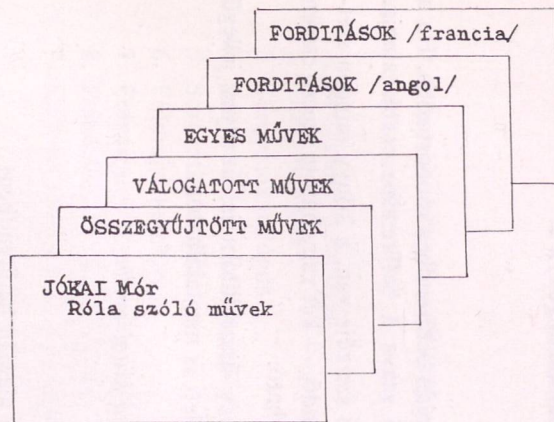 FORDITÁSOK /francia/
FORDITÁSOK /angol/
EGYES MŰVEK
VÁLOGATOTT MŰVEK
ÖSSZEGYŰJTÖTT MŰVEK
JÓKAI Mór
Róla szóló művek